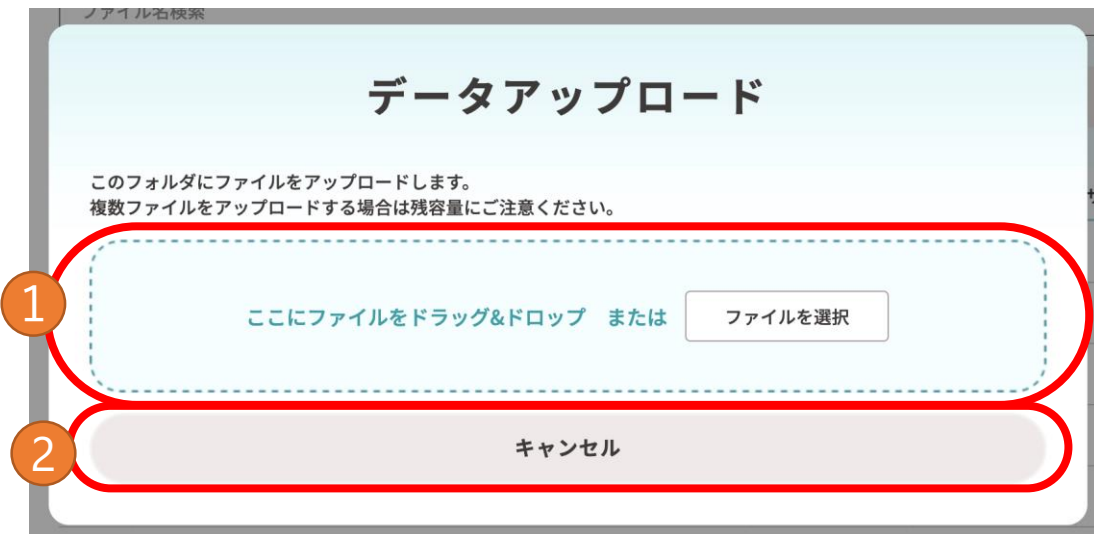 ファイル名検索
データアップロード
このフォルダにファイルをアップロードします。
複数ファイルをアップロードする場合は残容量にご注意ください。
1
ここにファイルをドラッグ&ドロップ または ファイルを選択
2
キャンセル